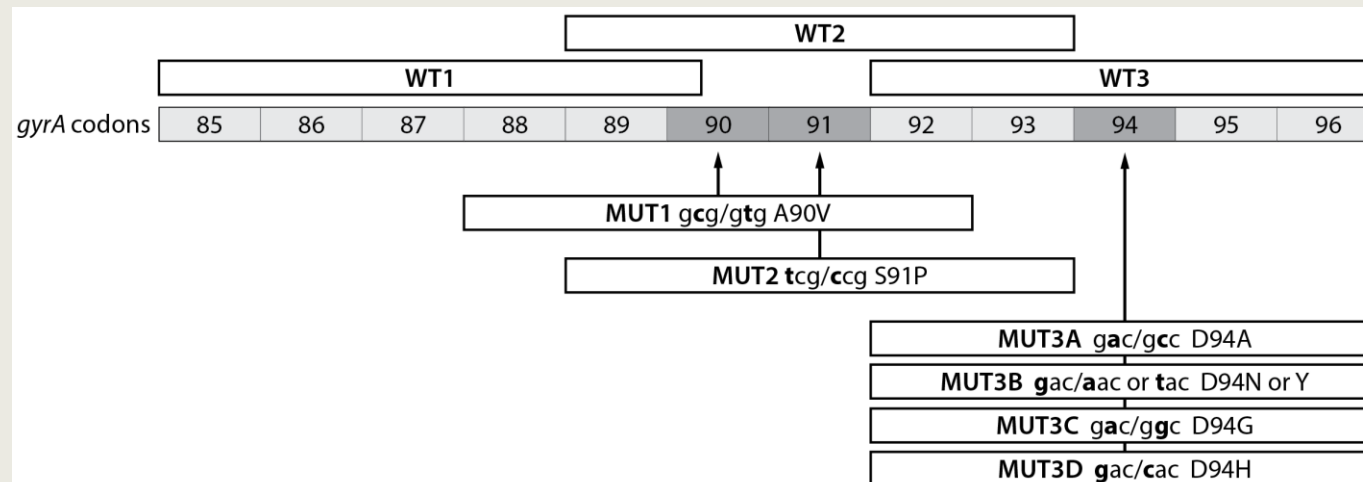 WT2
WT1 WT3
gyrA codons 85 86 87 88 89 90 91 92 93 94 95 96
MUT1 gcg/gtg A90V
MUT2 tcg/ccg S91P
MUT3A gac/gcc D94A
MUT3B gac/aac or tac D94N or Y
MUT3C gac/ggc D94G
MUT3D gac/cac D94H